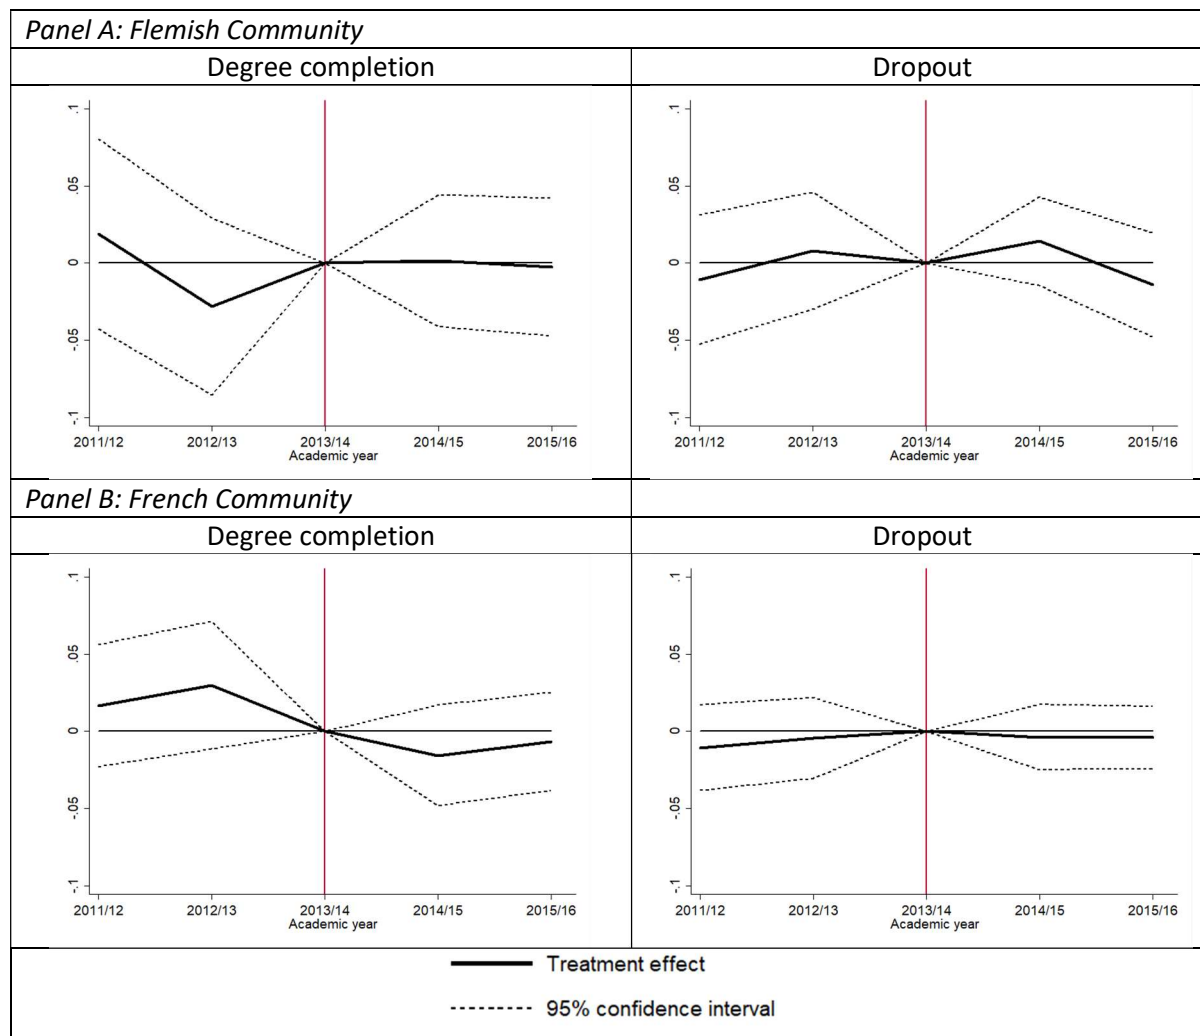 Panel A: Flemish Community
Degree completion
Dropout
.1
.05
0
-.05
-.1
2011/12 2012/13 2013/14 2014/15 2015/16
Academic year
.1
.05
0
-.05
-.1
2011/12 2012/13 2013/14 2014/15 2015/16
Academic year
Panel B: French Community
Degree completion
Dropout
.1
.05
0
-.05
-.1
2011/12 2012/13 2013/14 2014/15 2015/16
Academic year
.1
.05
0
-.05
-.1
2011/12 2012/13 2013/14 2014/15 2015/16
Academic year
Treatment effect
95% confidence interval